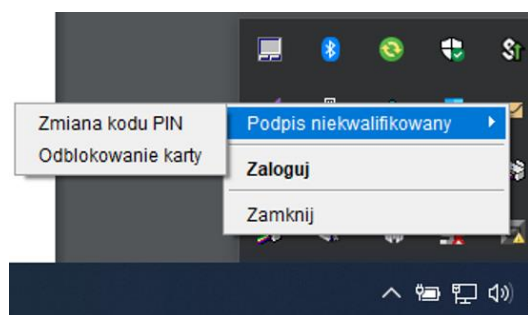 Zmiana kodu PIN
Odblokowanie karty
Podpis niekwalifikowany
Zaloguj
Zamknij